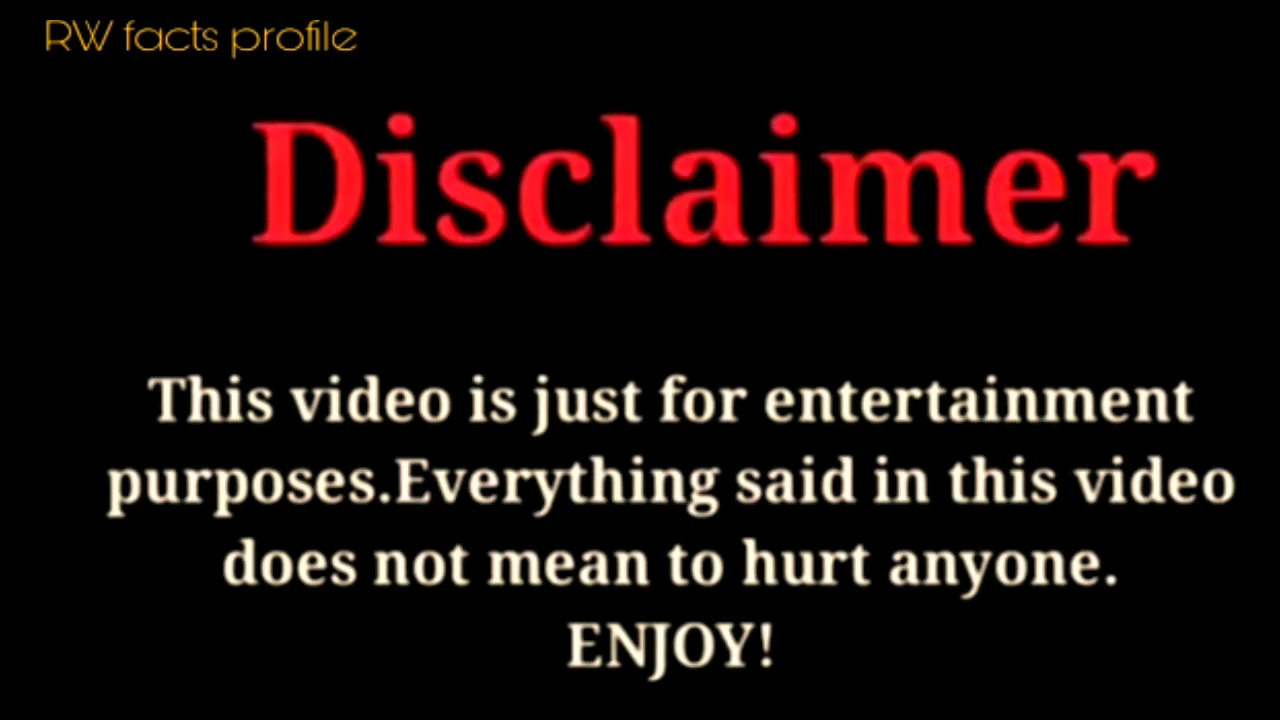 RW facts profile
Disclaimer
This video is just for entertainment
purposes.Everything said in this video
does not mean to hurt anyone.
ENJOY!